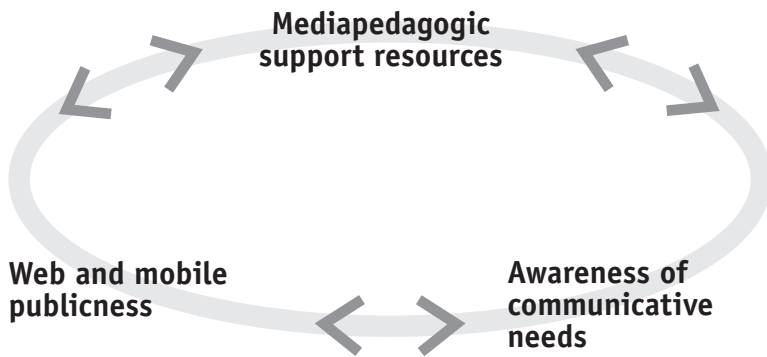 Mediapedagogic
support resources
Web and mobile
publicness
Awareness of
communicative
needs